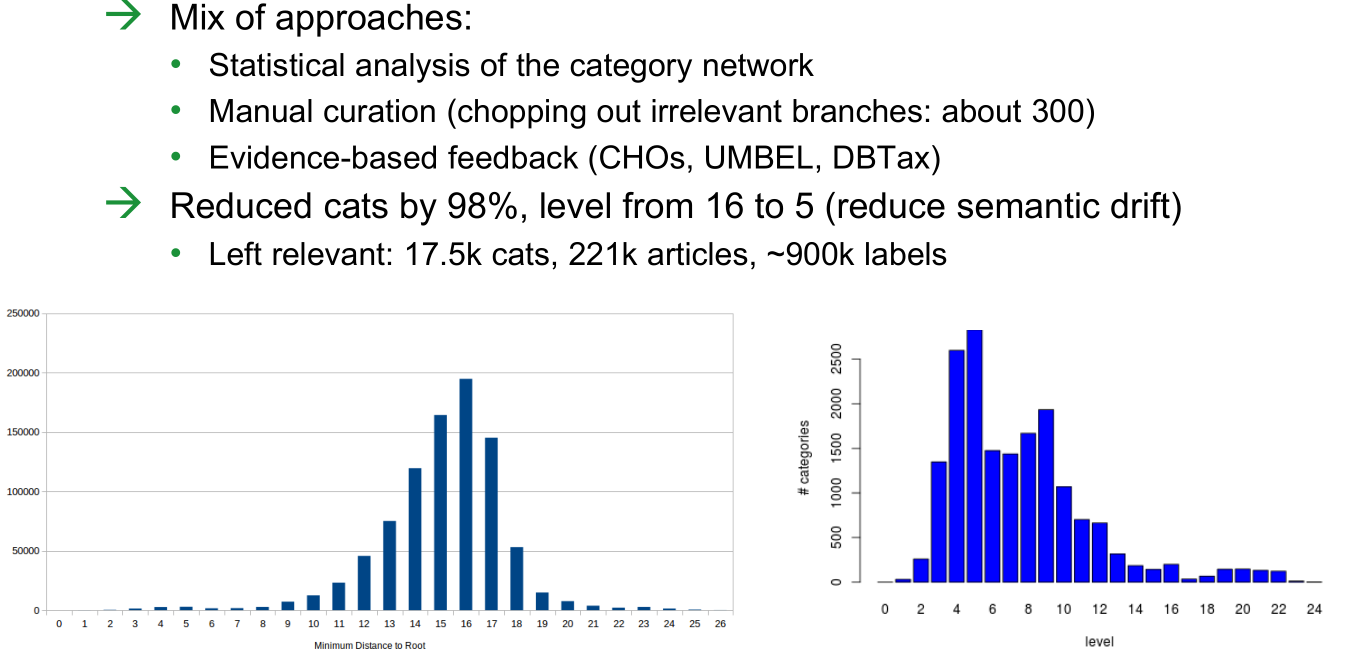 Mix of approaches:
Statistical analysis of the category network
Manual curation (chopping out irrelevant branches: about 300)
Evidence-based feedback (CHOs, UMBEL, DBTax)
Reduced cats by 98%, level from 16 to 5 (reduce semantic drift)
Left relevant: 17.5k cats, 221k articles, ~900k labels
250000
200000
150000
100000
50000
0
0 1 2 3 4 5 6 7 8 9 10 11 12 13 14 15 16 17 18 19 20 21 22 23 24 25 26
Minimum Distance to Root
# categories
2500
2000
1500
1000
500
0
0 2 4 6 8 10 12 14 16 18 20 22 24
level